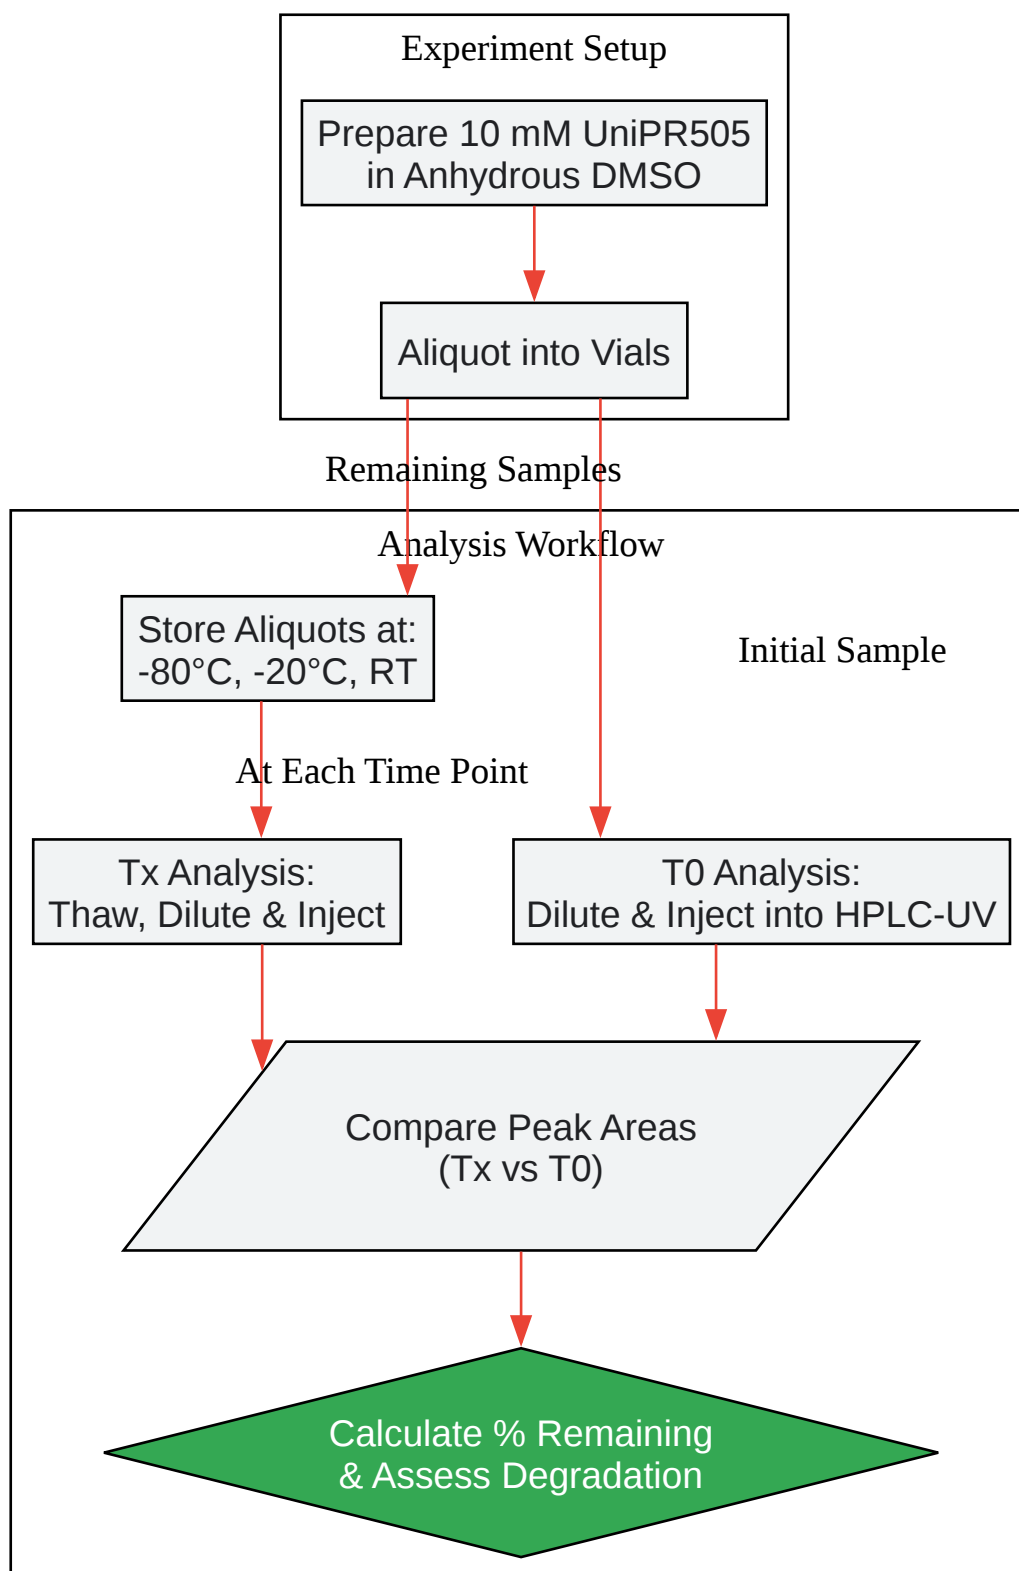 Experiment Setup
Prepare 10 mM UniPR505
in Anhydrous DMSO
Aliquot into Vials
Remaining Samples
Analysis Workflow
Store Aliquots at:
-80°C, -20°C, RT
Initial Sample
At Each Time Point
Tx Analysis:
Thaw, Dilute & Inject
T0 Analysis:
Dilute & Inject into HPLC-UV
Compare Peak Areas
(Tx vs T0)
Calculate % Remaining
& Assess Degradation